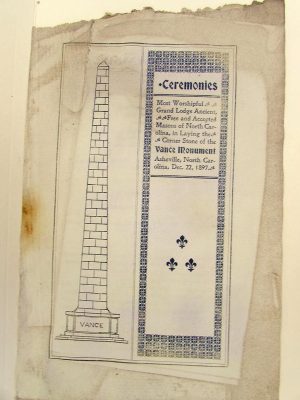 Ceremonies
Most Worshipful
Grand Lodge Ancient,
Free and Accepted
Masons of North Car-
olina, in Laying the
Corner Stone of the
Vance Monument
Asheville, North Car-
olina, Dec. 22, 1897.
VANCE